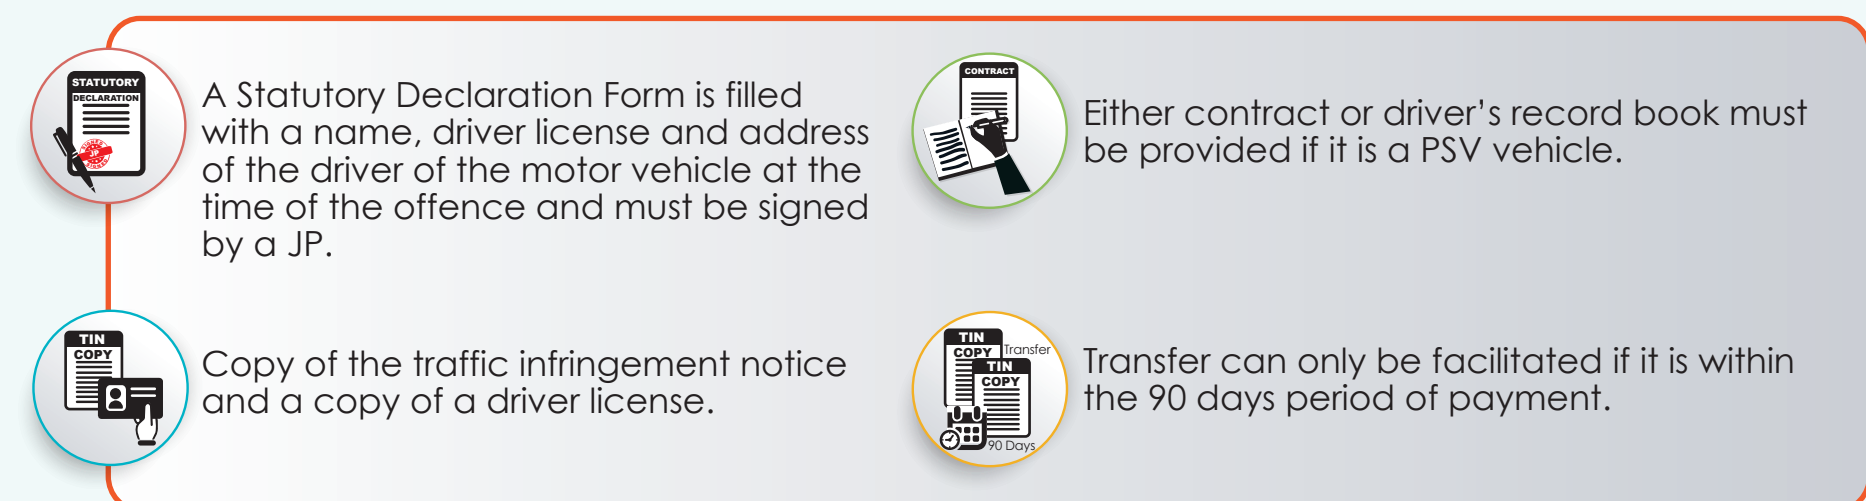 STATUTORY
DECLARATION
JP
A Statutory Declaration Form is filled
with a name, driver license and address
of the driver of the motor vehicle at the
time of the offence and must be signed
by a JP.
CONTRACT
Either contract or driver's record book must
be provided if it is a PSV vehicle.
TIN
COPY
Copy of the traffic infringement notice
and a copy of a driver license.
TIN
COPY
Transfer
TIN
COPY
90 Days
Transfer can only be facilitated if it is within
the 90 days period of payment.